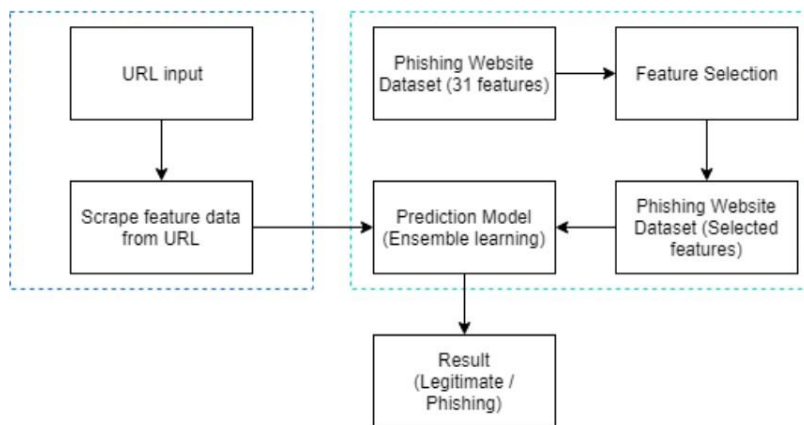 URL input
Phishing Website
Dataset (31 features)
Feature Selection
Scrape feature data
from URL
Prediction Model
(Ensemble learning)
Phishing Website
Dataset (Selected
features)
Result
(Legitimate /
Phishing)